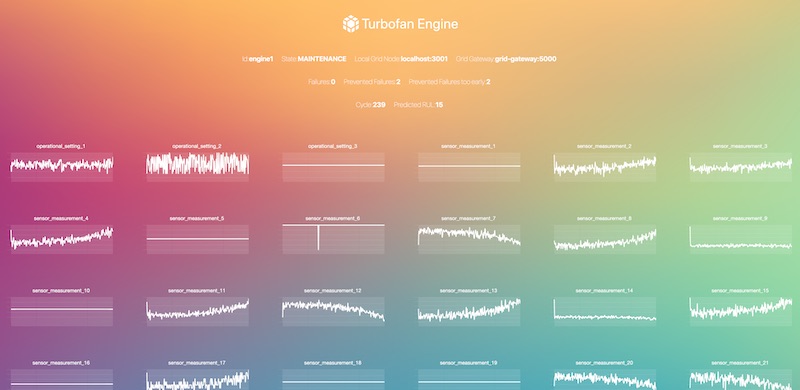 Turbofan Engine
Id: engine1 State: MAINTENANCE Local Grid Node: localhost:3001 Grid Gateway: grid-gateway:5000
Failures: 0 Prevented Failures: 2 Prevented Failures too early: 2
Cycle: 239 Predicted RUL: 15
operational_setting_1 operational_setting_2 operational_setting_3 sensor_measurement_1 sensor_measurement_2 sensor_measurement_3
sensor_measurement_4 sensor_measurement_5 sensor_measurement_6 sensor_measurement_7 sensor_measurement_8 sensor_measurement_9
sensor_measurement_10 sensor_measurement_11 sensor_measurement_12 sensor_measurement_13 sensor_measurement_14 sensor_measurement_15
sensor_measurement_16 sensor_measurement_17 sensor_measurement_18 sensor_measurement_19 sensor_measurement_20 sensor_measurement_21